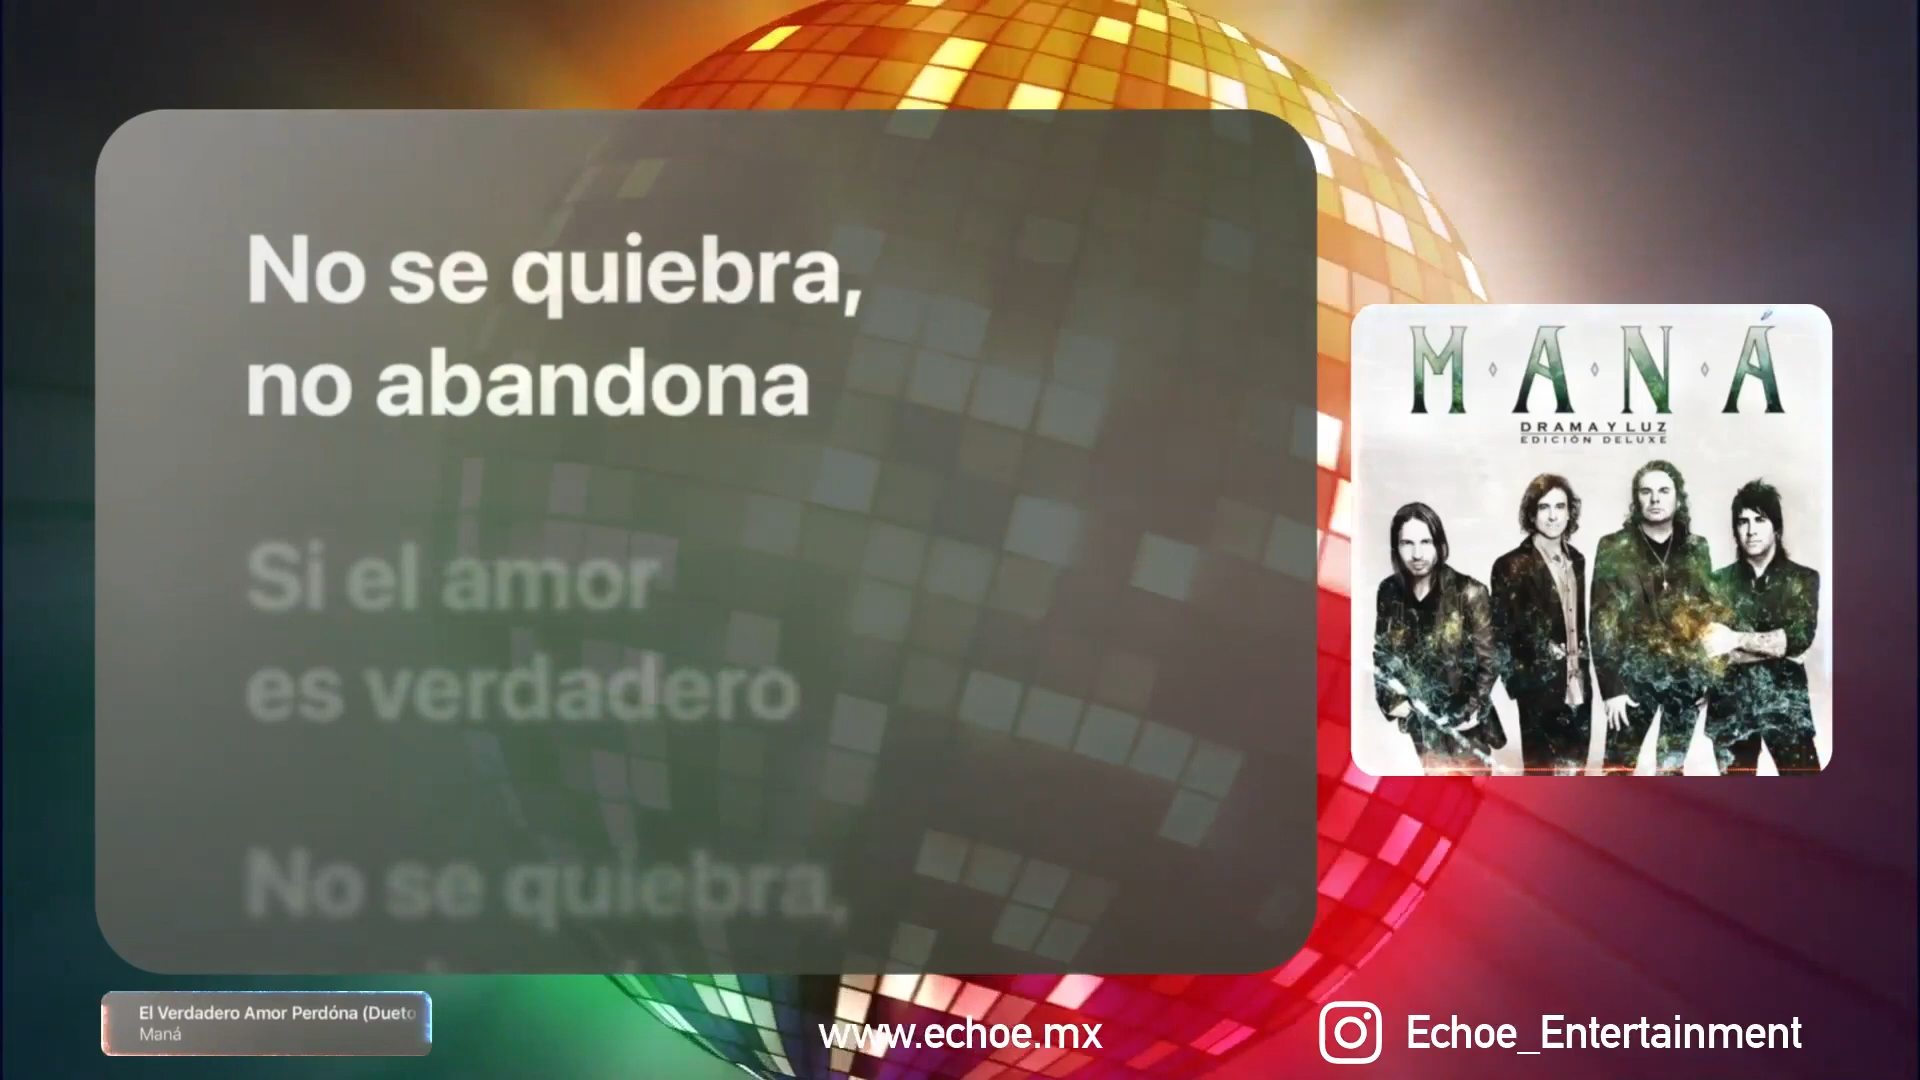 No se quiebra,
no abandona
Si el amor
es verdadero
No se quiebra,
MANÁ
DRAMA Y LUZ
EDICIÓN DELUXE
El Verdadero Amor Perdóna (Dueto
Maná
www.echoe.mx
Echoe_Entertainment